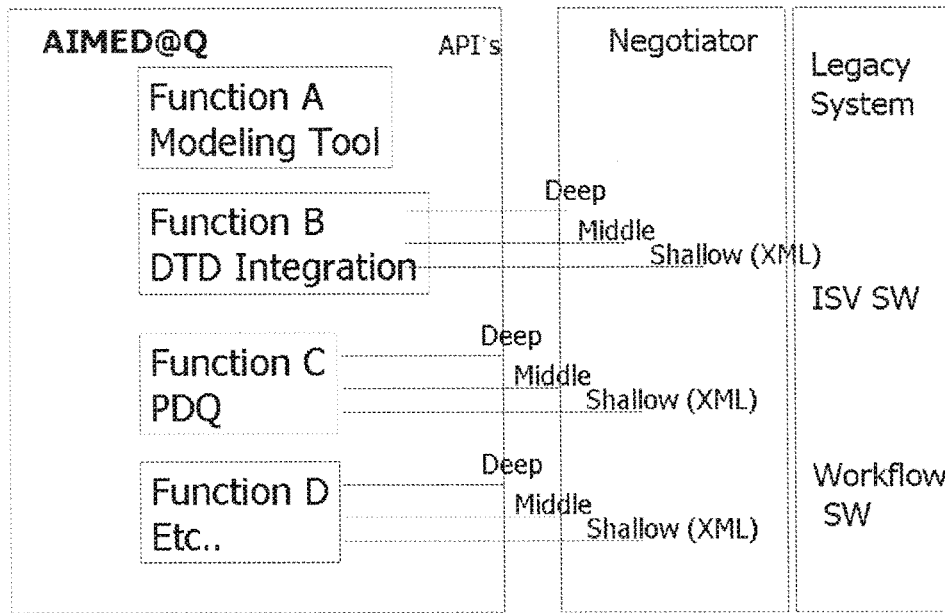 AIMED@Q
API`s
Negotiator
Legacy
System
Function A
Modeling Tool
Function B
DTD Integration
Deep
Middle
Shallow (XML)
ISV SW
Function C
PDQ
Deep
Middle
Shallow (XML)
Function D
Etc..
Deep
Middle
Shallow (XML)
Workflow
SW